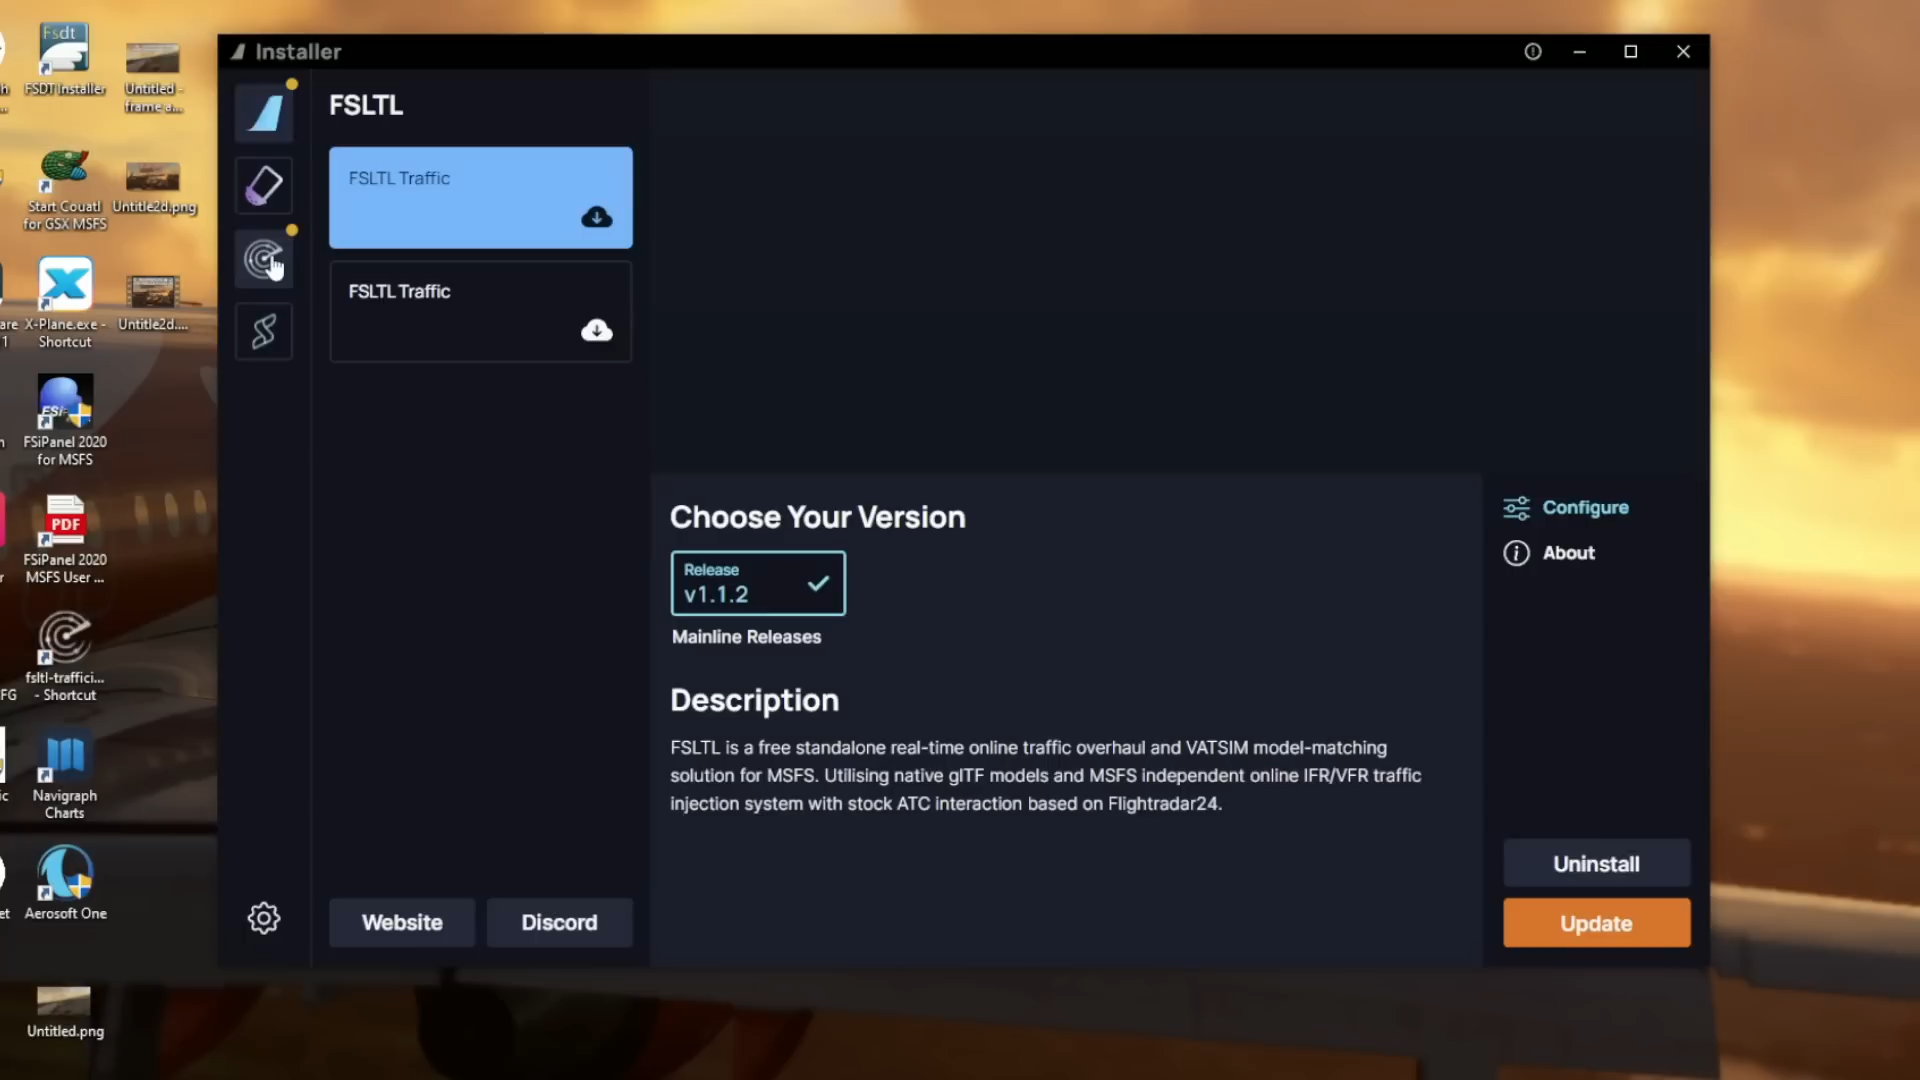 Installer
FSLTL
FSLTL Traffic
FSLTL Traffic
Website
Discord
Choose Your Version
Release
v1.1.2
Mainline Releases
Description
FSLTL is a free standalone real-time online traffic overhaul and VATSIM model-matching
solution for MSFS. Utilising native glTF models and MSFS independent online IFR/VFR traffic
injection system with stock ATC interaction based on Flightradar24.
Configure
About
Uninstall
Update
Fsdt
FSDT Installer
Untitled -
frame a...
Start Couatl
for GSX MSFS
Untitle2d.png
X-Plane.exe -
Shortcut
Untitle2d....
FSiPanel 2020
for MSFS
PDF
FSiPanel 2020
MSFS User ...
fsltl-traffici...
- Shortcut
Navigraph
Charts
Aerosoft One
Untitled.png